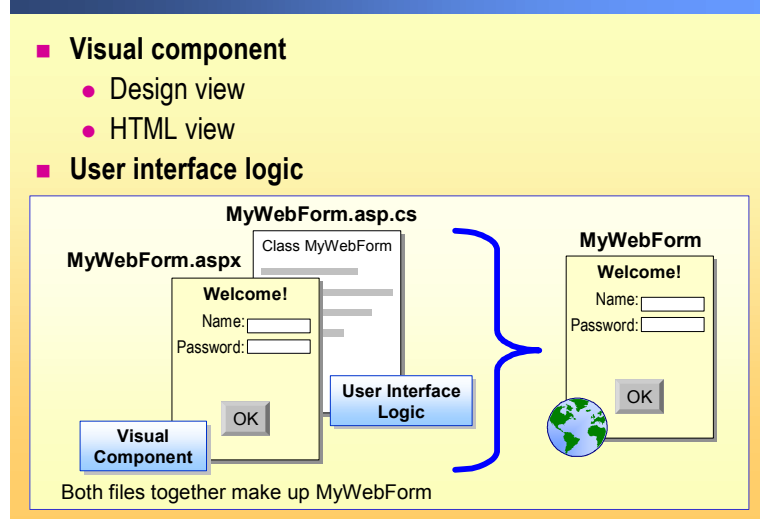 Visual component
Design view
HTML view
User interface logic
MyWebForm.asp.cs
Class MyWebForm
MyWebForm.aspx
Welcome!
Name:
Password:
OK
User Interface
Logic
Visual
Component
MyWebForm
Welcome!
Name:
Password:
OK
Both files together make up MyWebForm